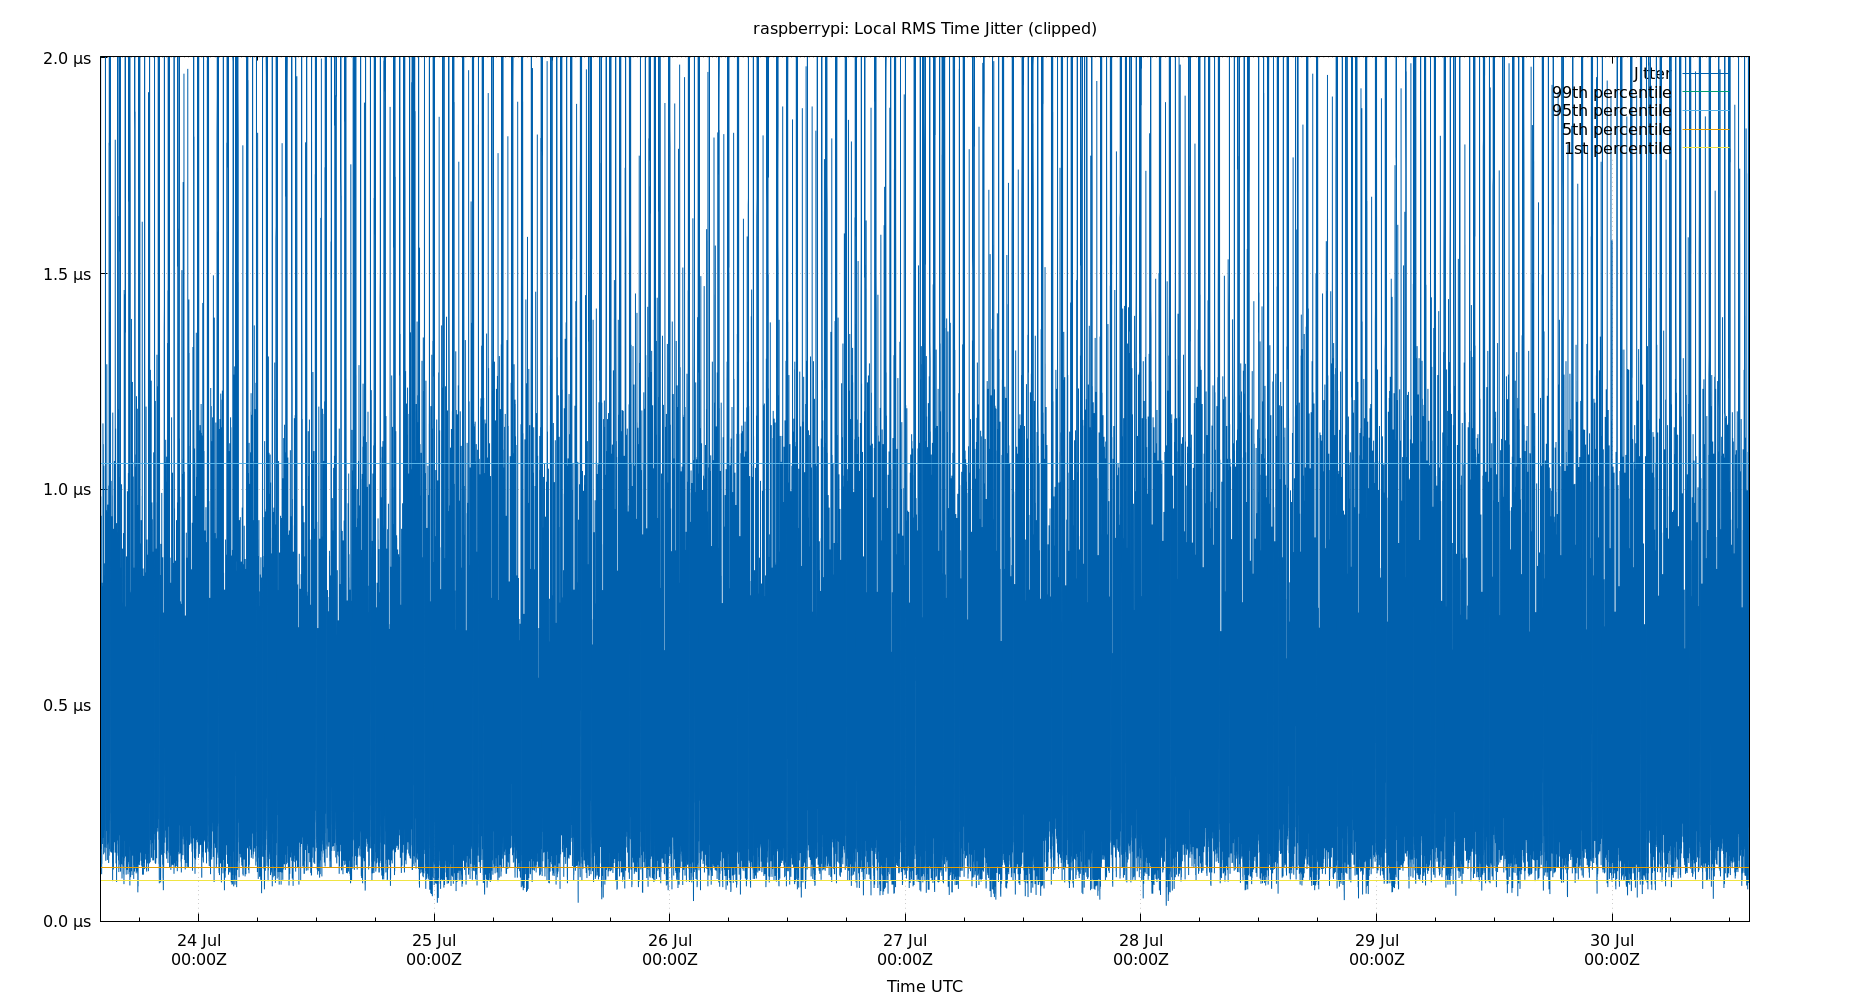 raspberrypi: Local RMS Time Jitter (clipped)
2.0 µs
1.5 µs
1.0 µs
0.5 µs
0.0 µs
Jitter
99th percentile
95th percentile
5th percentile
1st percentile
24 Jul 25 Jul 26 Jul 27 Jul 28 Jul 29 Jul 30 Jul
00:00Z 00:00Z 00:00Z 00:00Z 00:00Z 00:00Z 00:00Z
Time UTC